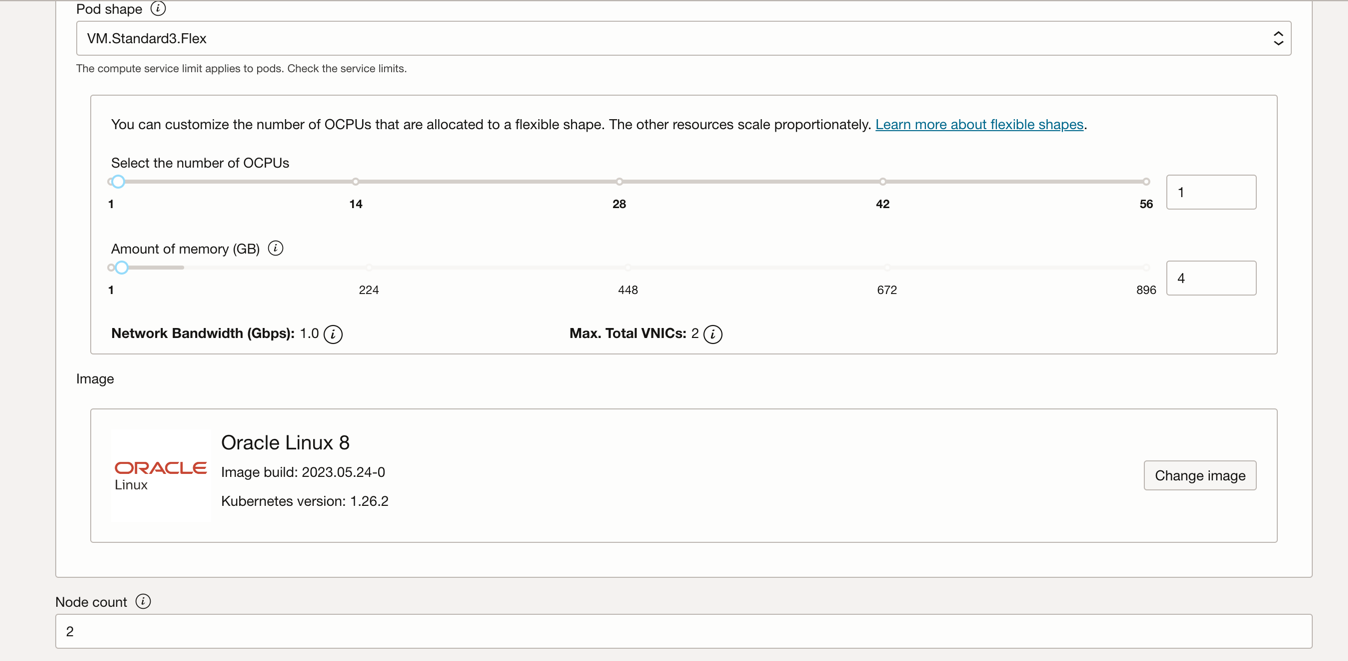 Pod shape
VM.Standard3.Flex
The compute service limit applies to pods. Check the service limits.
You can customize the number of OCPUs that are allocated to a flexible shape. The other resources scale proportionately. Learn more about flexible shapes.
Select the number of OCPUs
1
1 14 28 42 56
Amount of memory (GB)
4
1 224 448 672 896
Network Bandwidth (Gbps): 1.0 Max. Total VNICs: 2
Image
Oracle Linux 8
ORACLE
Linux
Image build: 2023.05.24-0
Change image
Kubernetes version: 1.26.2
Node count
2